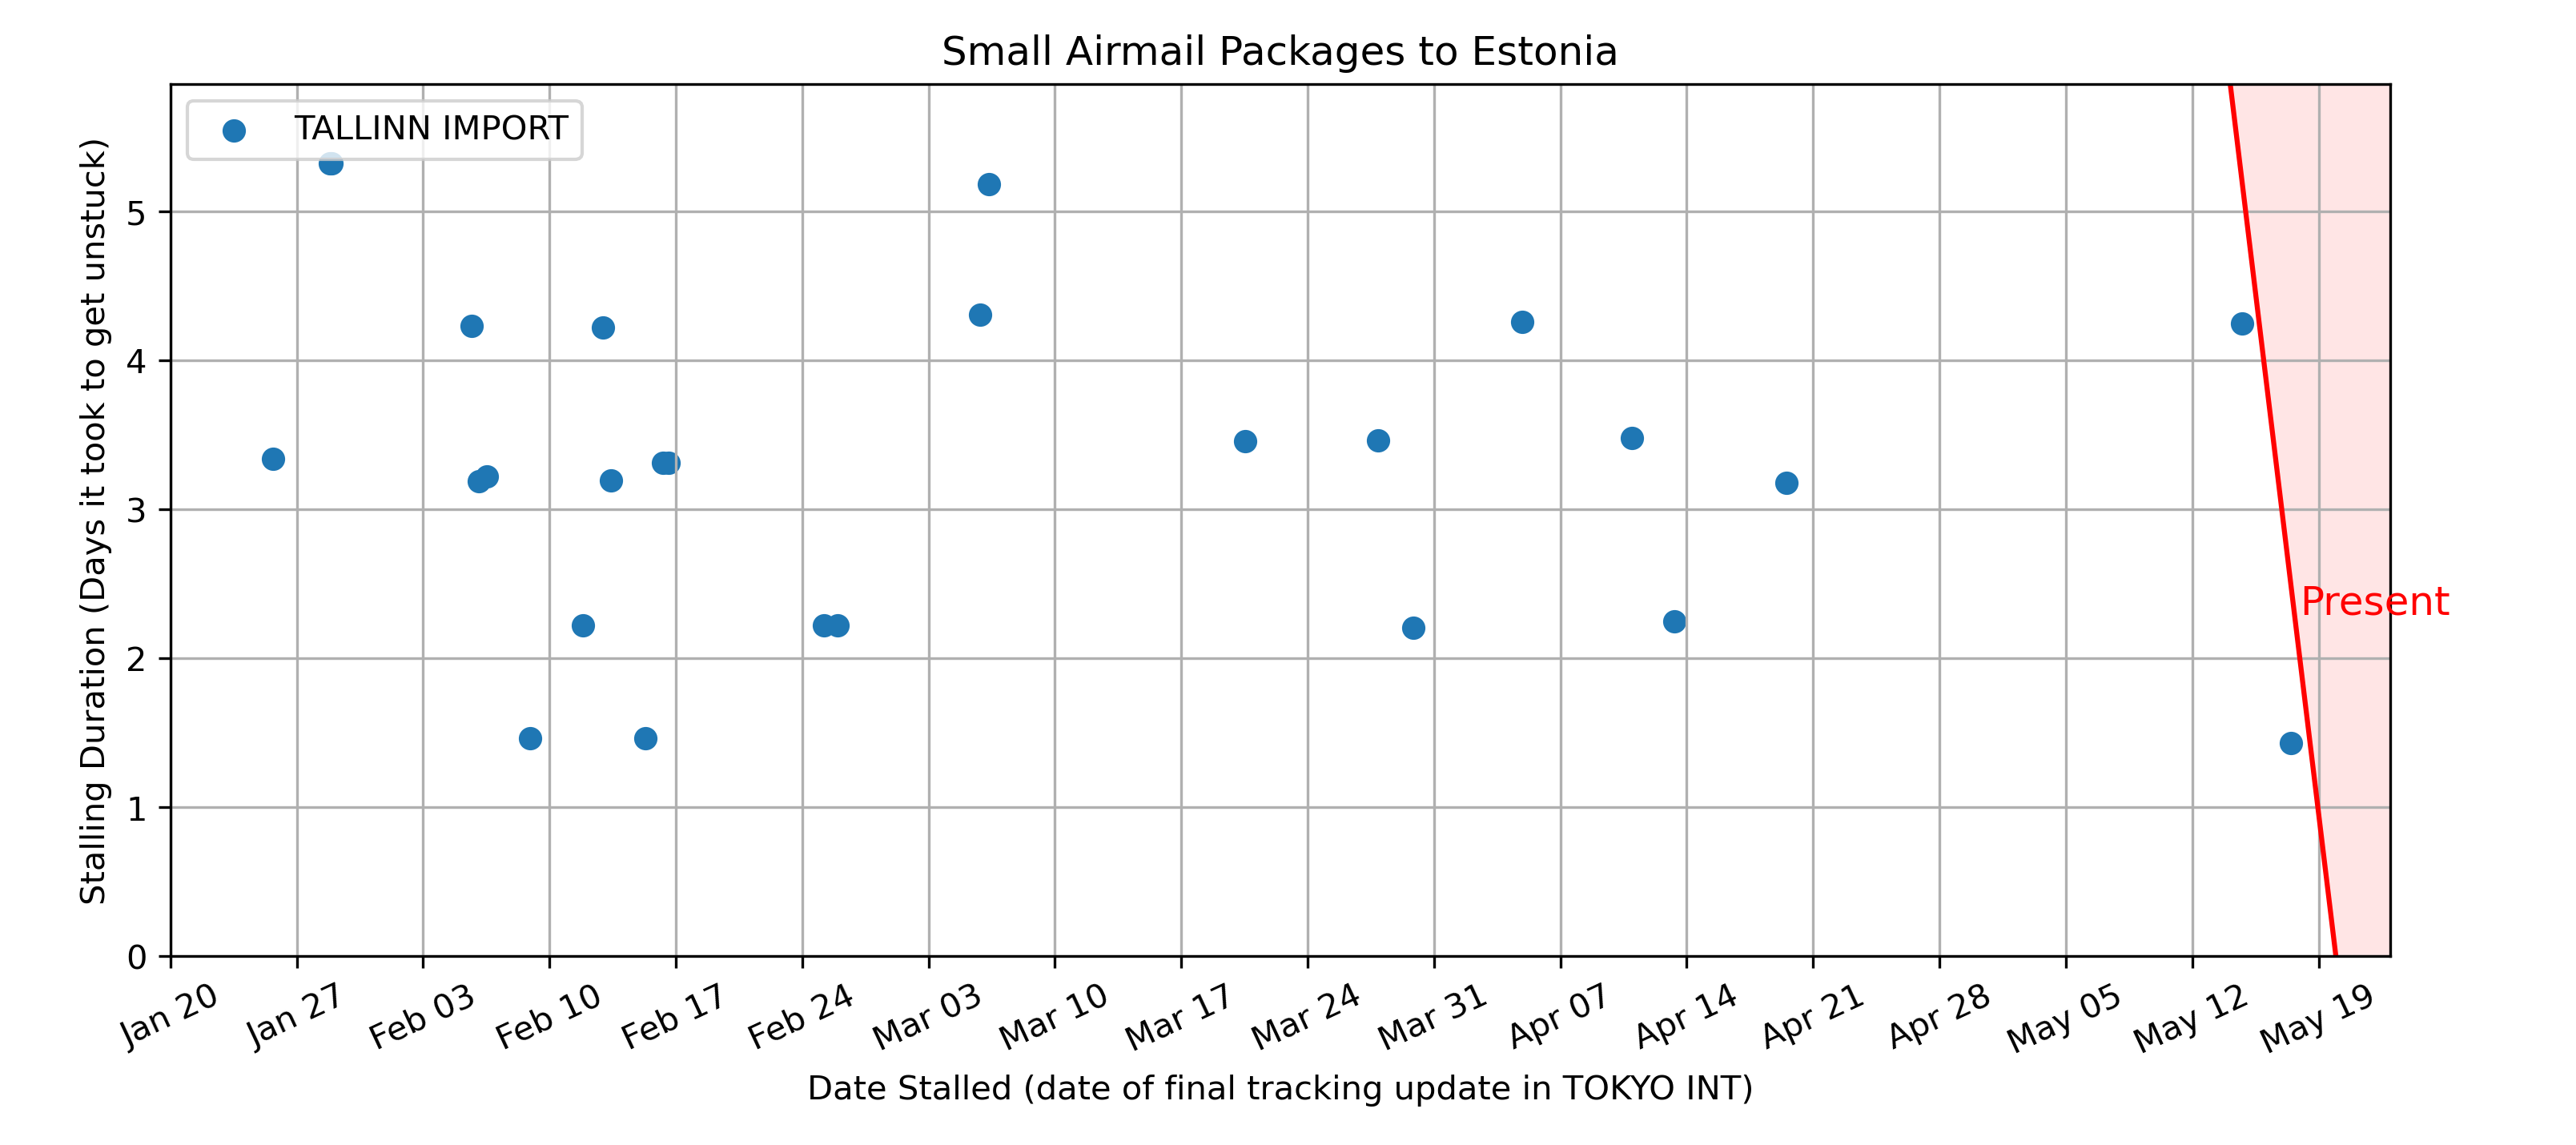 Small Airmail Packages to Estonia
TALLINN IMPORT
Stalling Duration (Days it took to get unstuck)
5
4
3
2
1
0
Present
Jan 20
Jan 27
Feb 03
Feb 10
Feb 17
Feb 24
Mar 03
Mar 10
Mar 17
Mar 24
Mar 31
Apr 07
Apr 14
Apr 21
Apr 28
May 05
May 12
May 19
Date Stalled (date of final tracking update in TOKYO INT)